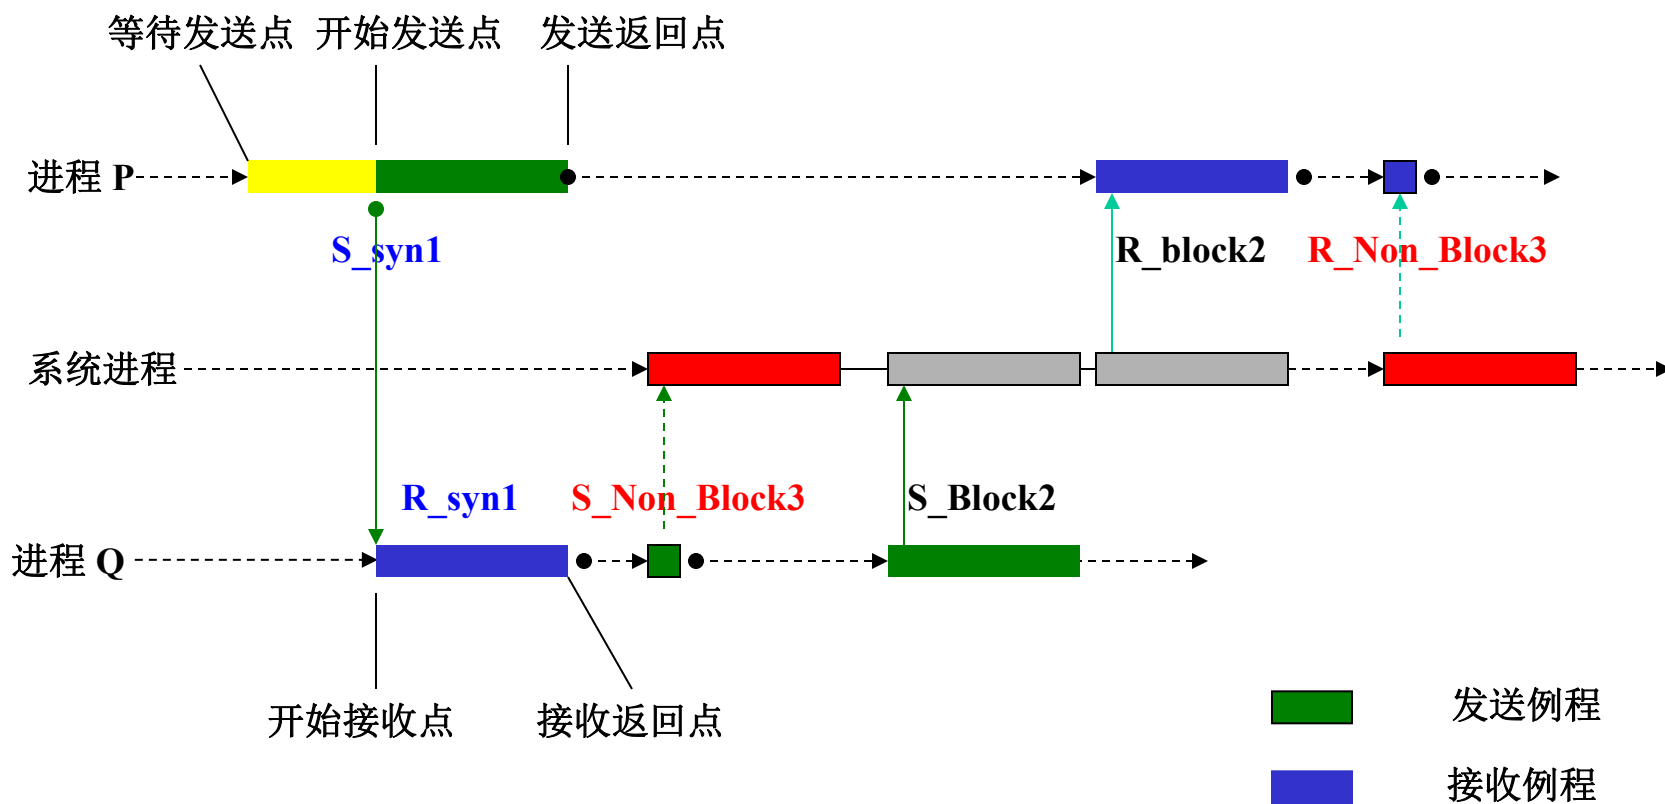 等待发送点 开始发送点 发送返回点
进程 P
S_syn1 R_block2 R_Non_Block3
系统进程
R_syn1 S_Non_Block3 S_Block2
进程 Q
开始接收点 接收返回点
发送例程
接收例程